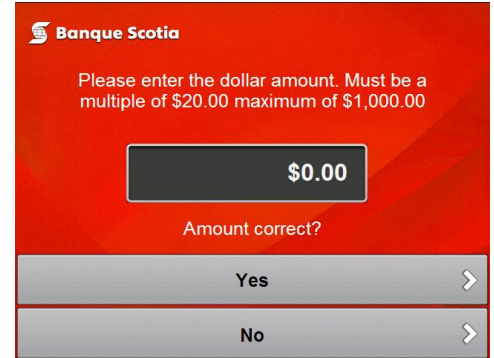 Banque Scotia
Please enter the dollar amount. Must be a
multiple of $20.00 maximum of $1,000.00
$0.00
Amount correct?
Yes
No